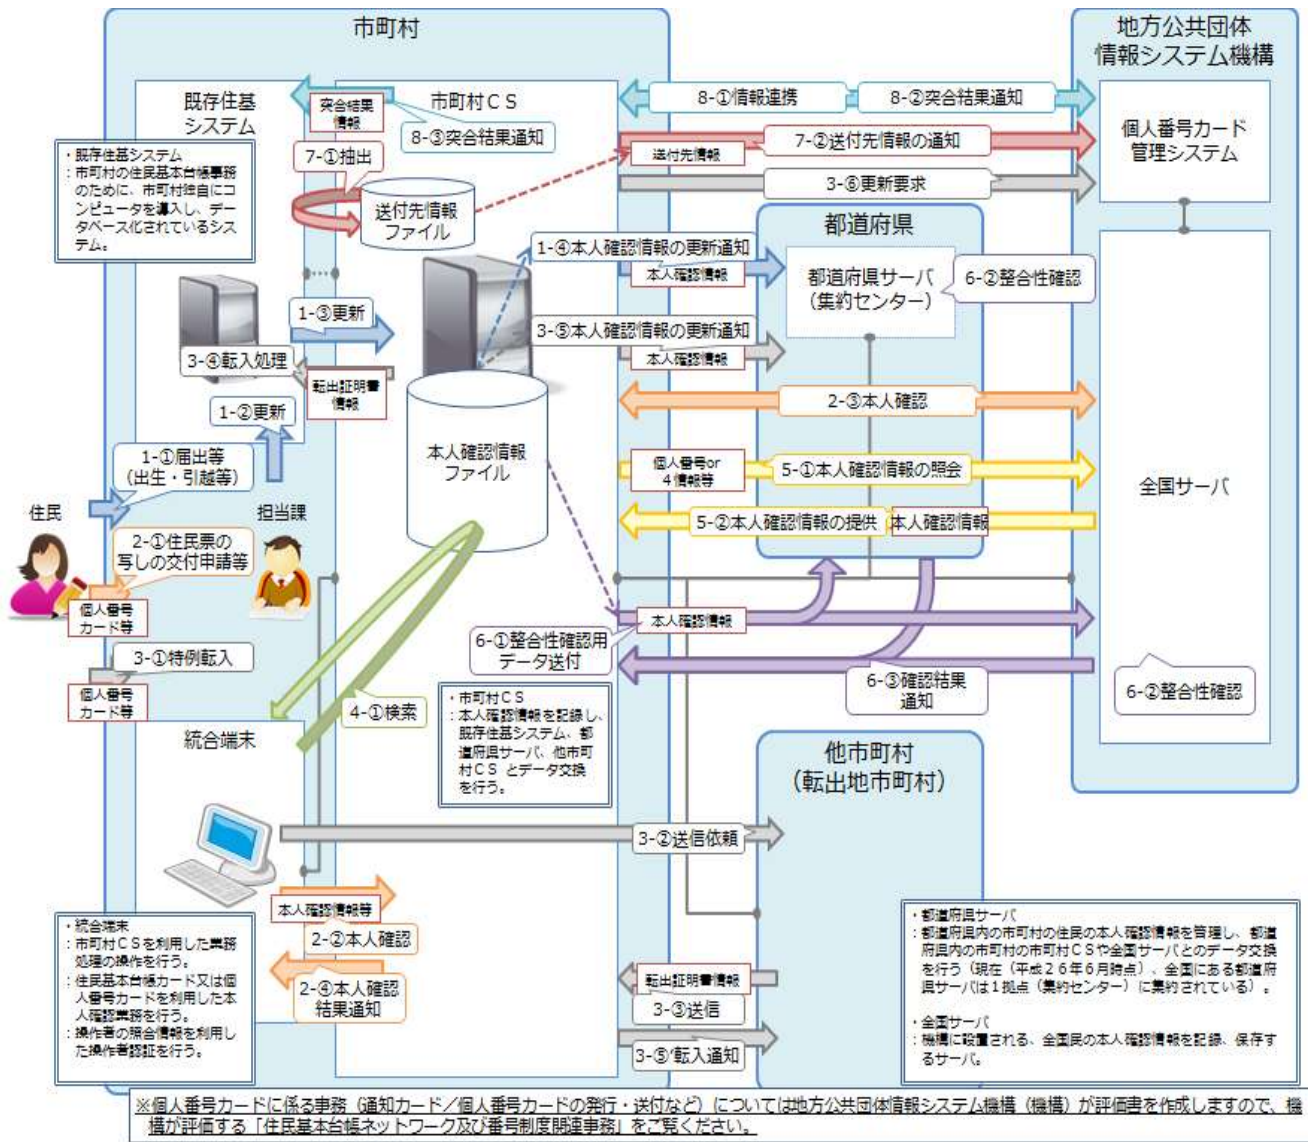 市町村
地方公共団体
情報システム機構
既存住基
システム
市町村ＣＳ
突合結果
情報
8-③突合結果通知
8-①情報連携
8-②突合結果通知
個人番号カード
管理システム
・既存住基システム
：市町村の住民基本台帳事務
のために、市町村独自にコ
ンピュータを導入し、デー
タベース化されているシス
テム。
7-①抽出
送付先情報
ファイル
送付先情報
7-②送付先情報の通知
3-⑥更新要求
都道府県
1-④本人確認情報の更新通知
本人確認情報
都道府県サーバ
（集約センター）
6-②整合性確認
1-③更新
3-⑤本人確認情報の更新通知
本人確認情報
3-④転入処理
転出証明書
情報
1-②更新
2-③本人確認
本人確認情報
ファイル
1-①届出等
（出生・引越等）
個人番号or
４情報等
5-①本人確認情報の照会
全国サーバ
住民
担当課
5-②本人確認情報の提供
本人確認情報
2-①住民票の
写しの交付申請等
個人番号
カード等
本人確認情報
6-①整合性確認用
データ送付
3-①特例転入
個人番号
カード等
6-③確認結果
通知
6-②整合性確認
4-①検索
・市町村ＣＳ
：本人確認情報を記録し、
既存住基システム、都
道府県サーバ、他市町
村ＣＳ とデータ交換
を行う。
統合端末
他市町村
（転出地市町村）
3-②送信依頼
本人確認情報等
2-②本人確認
2-④本人確認
結果通知
転出証明書情報
3-③送信
3-⑤’転入通知
・統合端末
：市町村ＣＳを利用した業務
処理の操作を行う。
：住民基本台帳カード又は個
人番号カードを利用した本
人確認業務を行う。
：操作者の照合情報を利用し
た操作者認証を行う。
・都道府県サーバ
：都道府県内の市町村の住民の本人確認情報を管理し、都道
府県内の市町村の市町村ＣＳや全国サーバとのデータ交換
を行う（現在（平成２６年６月時点）、全国にある都道府
県サーバは１拠点（集約センター）に集約されている）。
・全国サーバ
：機構に設置される、全国民の本人確認情報を記録、保存す
るサーバ。
※個人番号カードに係る事務（通知カード／個人番号カードの発行・送付など）については地方公共団体情報システム機構（機構）が評価書を作成しますので、機
構が評価する「住民基本台帳ネットワーク及び番号制度関連事務」をご覧ください。